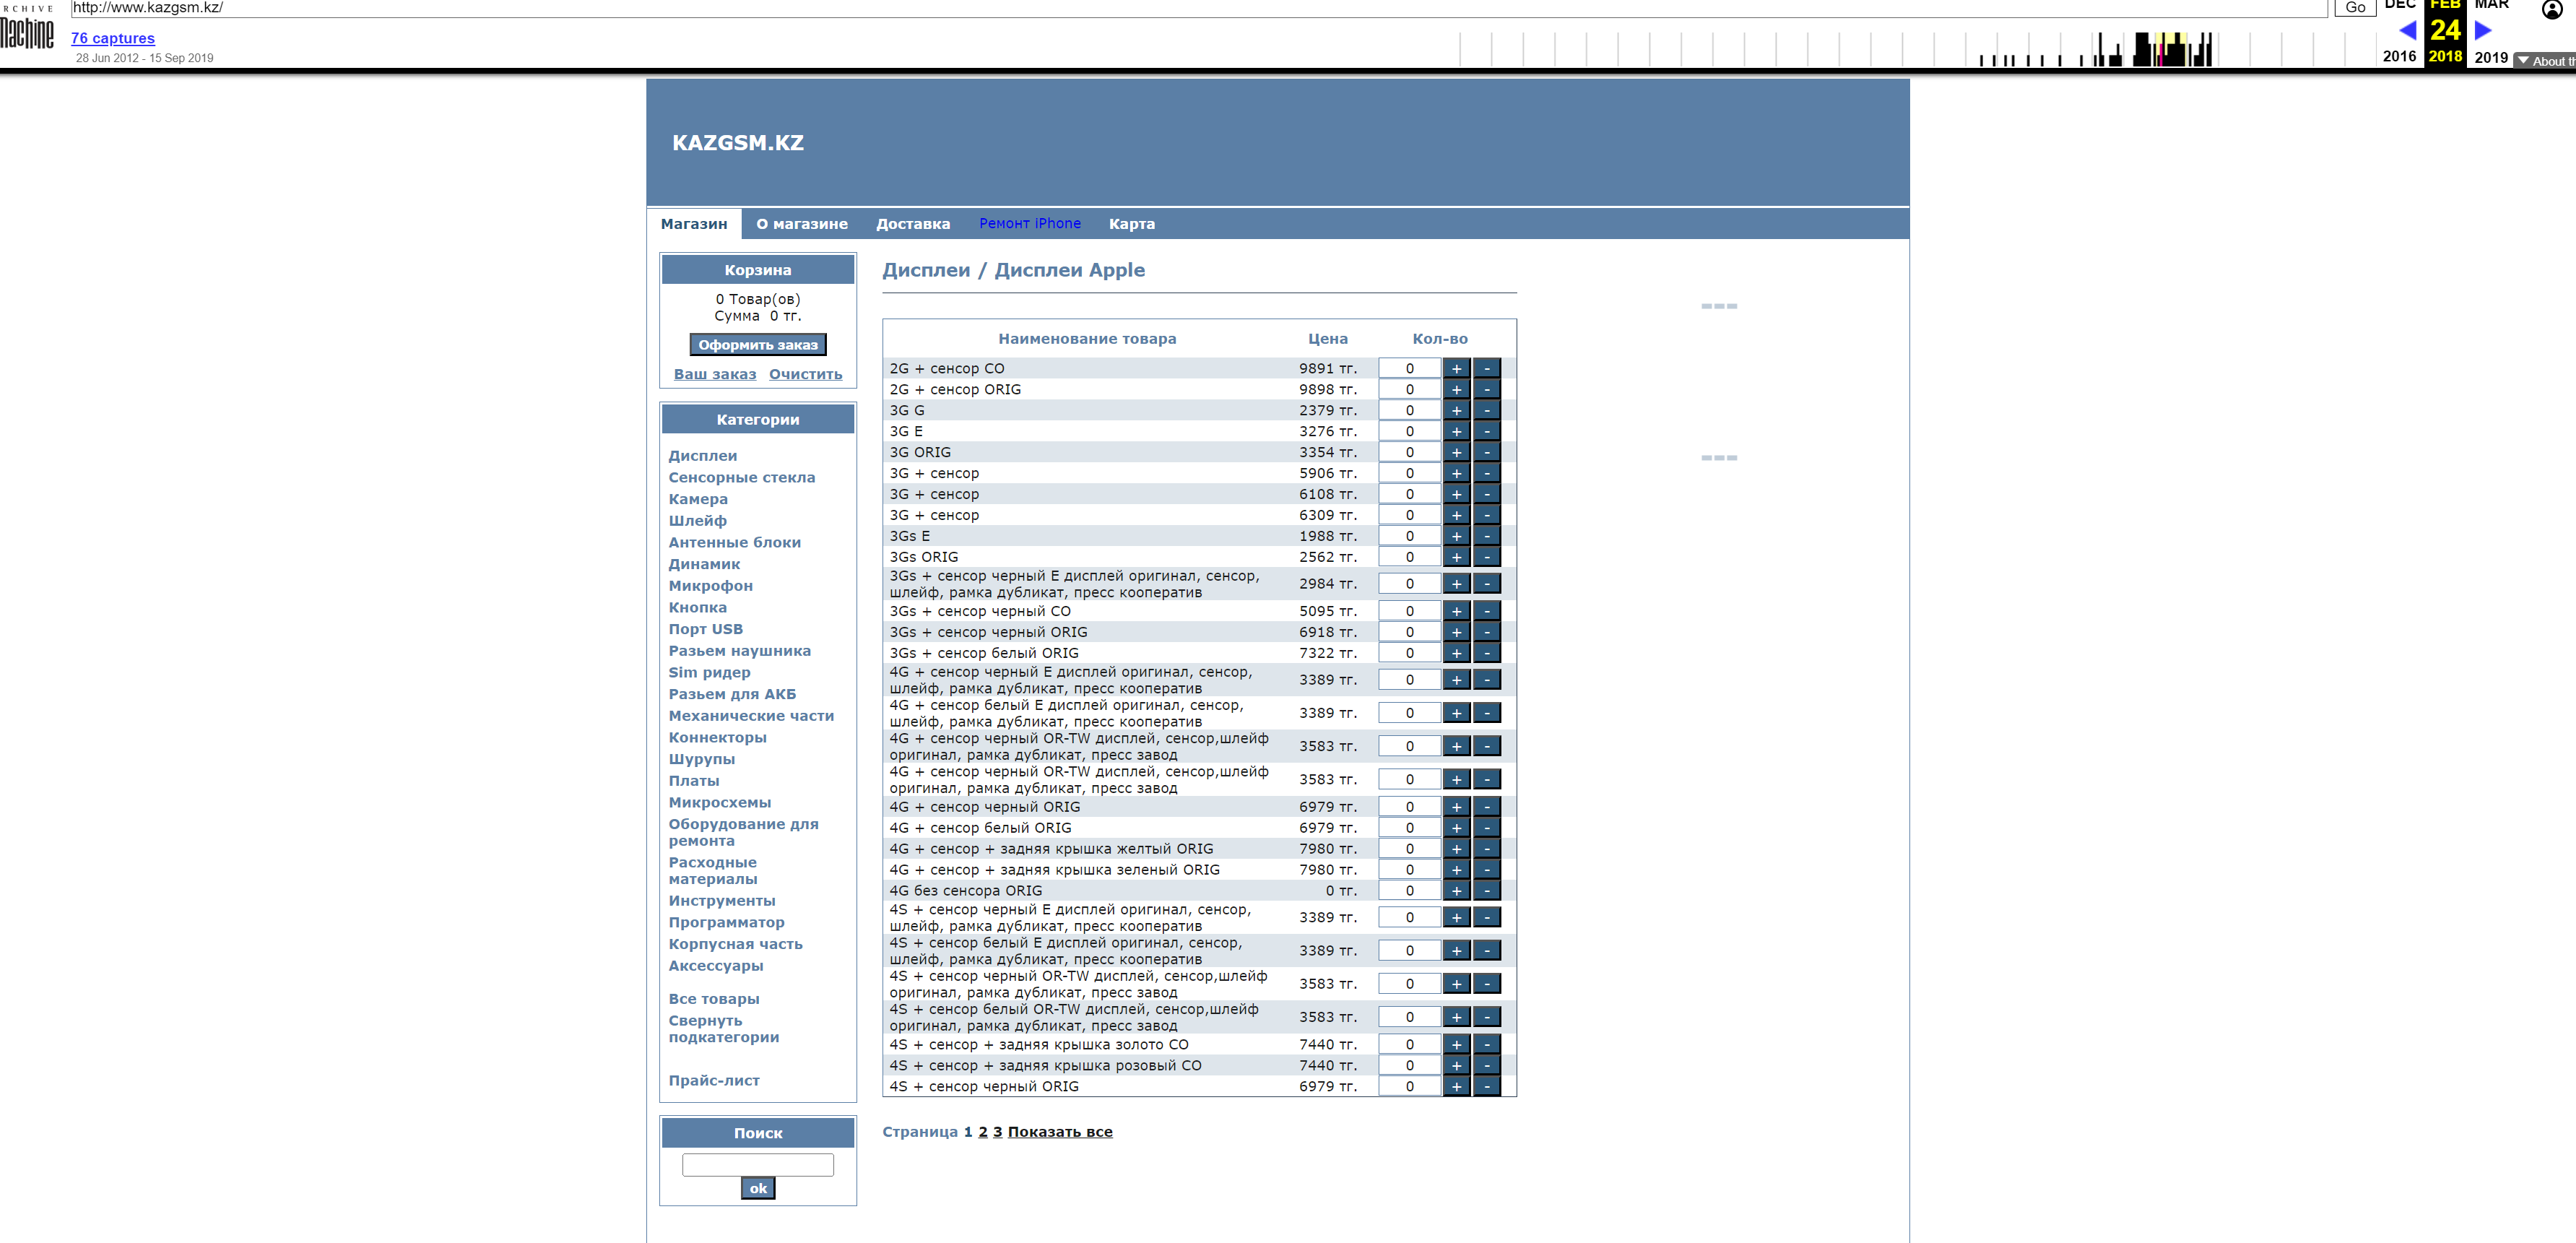 http://www.kazgsm.kz/
Go
DEC
FEB
MAR
76 captures
24
28 Jun 2012 - 15 Sep 2019
2016
2018
2019
KAZGSM.KZ
Магазин
О магазине
Доставка
Ремонт iPhone
Карта
Корзина
0 Товар(ов)
Сумма 0 тг.
Оформить заказ
Ваш заказ Очистить
Категории
Дисплеи
Сенсорные стекла
Камера
Шлейф
Антенные блоки
Динамик
Микрофон
Кнопка
Порт USB
Разьем наушника
Sim ридер
Разьем для АКБ
Механические части
Коннекторы
Шурупы
Платы
Микросхемы
Оборудование для
ремонта
Расходные
материалы
Инструменты
Программатор
Корпусная часть
Аксессуары
Все товары
Свернуть
подкатегории
Прайс-лист
Поиск
ok
Дисплеи / Дисплеи Apple
Наименование товара Цена Кол-во
2G + сенсор CO 9891 тг. 0 + -
2G + сенсор ORIG 9898 тг. 0 + -
3G G 2379 тг. 0 + -
3G E 3276 тг. 0 + -
3G ORIG 3354 тг. 0 + -
3G + сенсор 5906 тг. 0 + -
3G + сенсор 6108 тг. 0 + -
3G + сенсор 6309 тг. 0 + -
3Gs E 1988 тг. 0 + -
3Gs ORIG 2562 тг. 0 + -
3Gs + сенсор черный E дисплей оригинал, сенсор,
шлейф, рамка дубликат, пресс кооператив 2984 тг. 0 + -
3Gs + сенсор черный CO 5095 тг. 0 + -
3Gs + сенсор черный ORIG 6918 тг. 0 + -
3Gs + сенсор белый ORIG 7322 тг. 0 + -
4G + сенсор черный E дисплей оригинал, сенсор,
шлейф, рамка дубликат, пресс кооператив 3389 тг. 0 + -
4G + сенсор белый E дисплей оригинал, сенсор,
шлейф, рамка дубликат, пресс кооператив 3389 тг. 0 + -
4G + сенсор черный OR-TW дисплей, сенсор,шлейф
оригинал, рамка дубликат, пресс завод 3583 тг. 0 + -
4G + сенсор черный OR-TW дисплей, сенсор,шлейф
оригинал, рамка дубликат, пресс завод 3583 тг. 0 + -
4G + сенсор черный ORIG 6979 тг. 0 + -
4G + сенсор белый ORIG 6979 тг. 0 + -
4G + сенсор + задняя крышка желтый ORIG 7980 тг. 0 + -
4G + сенсор + задняя крышка зеленый ORIG 7980 тг. 0 + -
4G без сенсора ORIG 0 тг. 0 + -
4S + сенсор черный E дисплей оригинал, сенсор,
шлейф, рамка дубликат, пресс кооператив 3389 тг. 0 + -
4S + сенсор белый E дисплей оригинал, сенсор,
шлейф, рамка дубликат, пресс кооператив 3389 тг. 0 + -
4S + сенсор черный OR-TW дисплей, сенсор,шлейф
оригинал, рамка дубликат, пресс завод 3583 тг. 0 + -
4S + сенсор белый OR-TW дисплей, сенсор,шлейф
оригинал, рамка дубликат, пресс завод 3583 тг. 0 + -
4S + сенсор + задняя крышка золото CO 7440 тг. 0 + -
4S + сенсор + задняя крышка розовый CO 7440 тг. 0 + -
4S + сенсор черный ORIG 6979 тг. 0 + -
Страница 1 2 3 Показать все
---
---